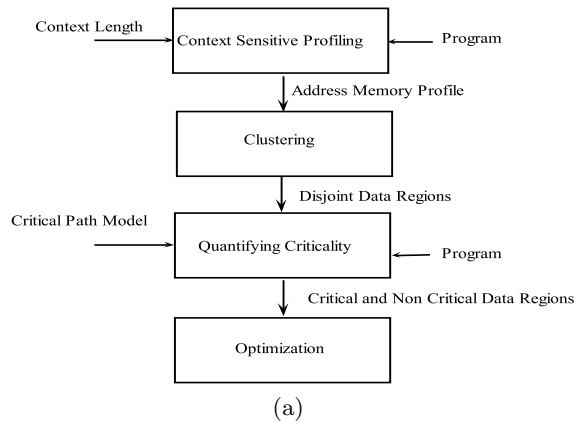 Context Length
Context Sensitive Profiling
Program
Address Memory Profile
Clustering
Disjoint Data Regions
Critical Path Model
Quantifying Criticality
Program
Critical and Non Critical Data Regions
Optimization
(a)